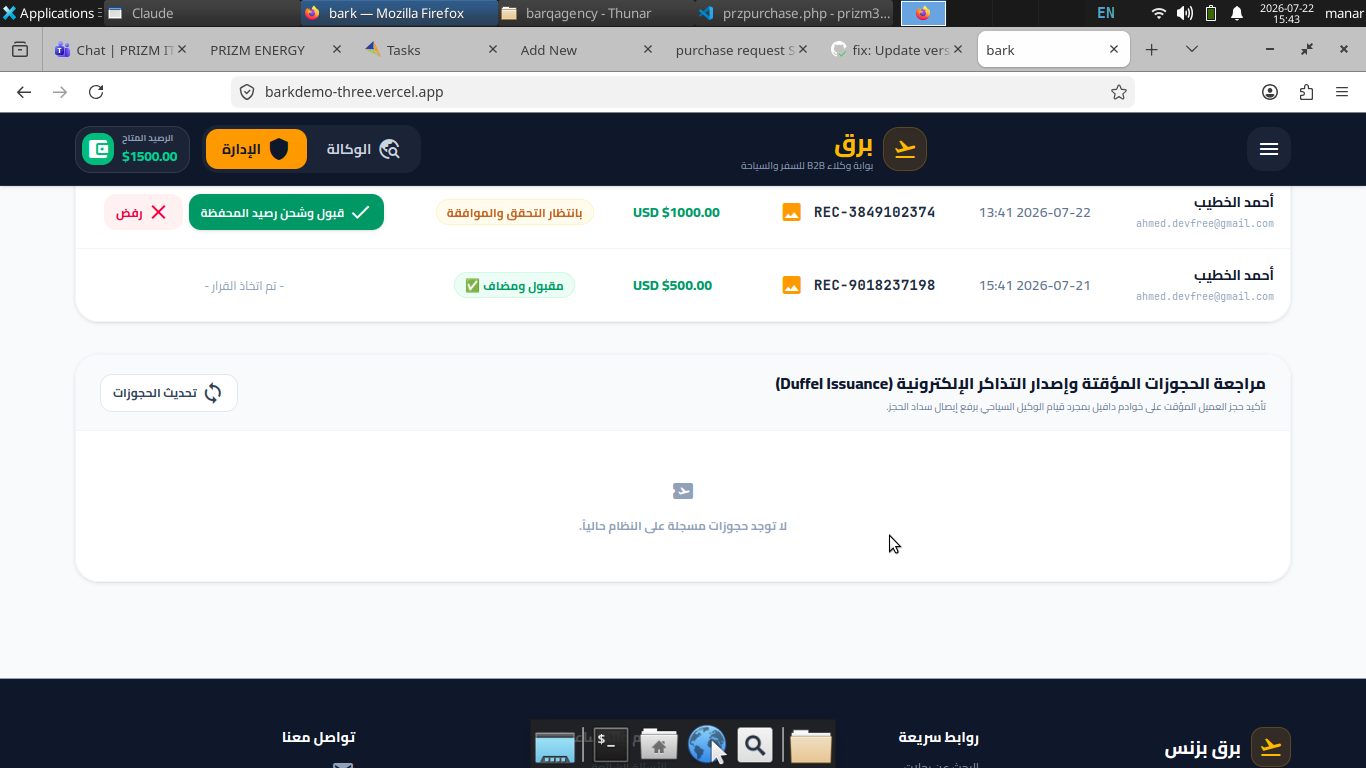 Applications
Claude
bark — Mozilla Firefox
barqagency - Thunar
przpurchase.php - prizm3...
EN
2026-07-22
15:43
manar
Chat | PRIZM IT
PRIZM ENERGY
Tasks
Add New
purchase request S
fix: Update vers
bark
barkdemo-three.vercel.app
برق
بوابة وكلاء B2B للسفر والسياحة
الوكالة
الإدارة
الرصيد المتاح
$1500.00
أحمد الخطيب
ahmed.devfree@gmail.com
2026-07-22 13:41
REC-3849102374
$1000.00 USD
بانتظار التحقق والموافقة
قبول وشحن رصيد المحفظة
رفض
أحمد الخطيب
ahmed.devfree@gmail.com
2026-07-21 15:41
REC-9018237198
$500.00 USD
مقبول ومضاف ✅
- تم اتخاذ القرار -
مراجعة الحجوزات المؤقتة وإصدار التذاكر الإلكترونية (Duffel Issuance)
تأكيد حجز العميل المؤقت على خوادم دافيل بمجرد قيام الوكيل السياحي برفع إيصال سداد الحجز.
تحديث الحجوزات
لا توجد حجوزات مسجلة على النظام حالياً.
برق بزنس
روابط سريعة
تواصل معنا